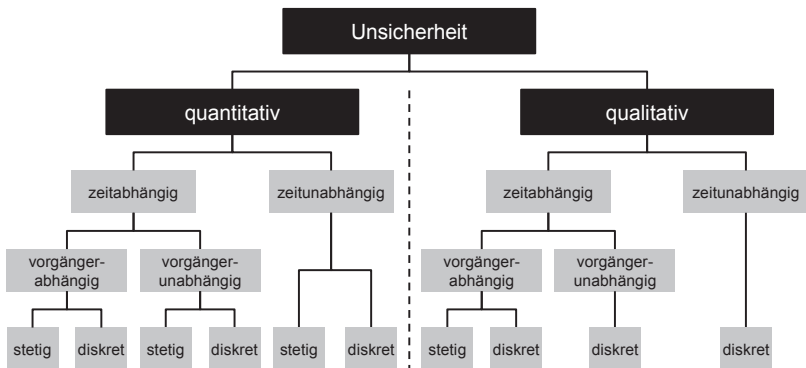 Unsicherheit
quantitativ
qualitativ
zeitabhängig
zeitunabhängig
zeitabhängig
zeitunabhängig
vorgänger-
abhängig
vorgänger-
unabhängig
vorgänger-
abhängig
vorgänger-
unabhängig
stetig
diskret
stetig
diskret
stetig
diskret
stetig
diskret
diskret
diskret